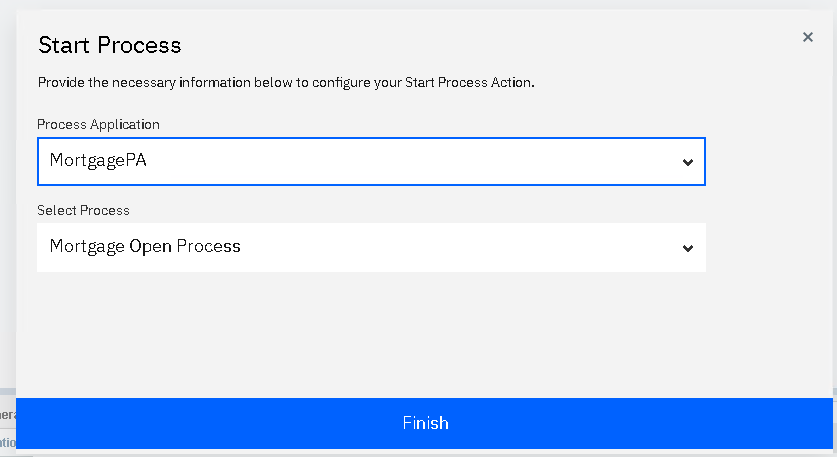 Start Process
Provide the necessary information below to configure your Start Process Action.
Process Application
MortgagePA
Select Process
Mortgage Open Process
Finish